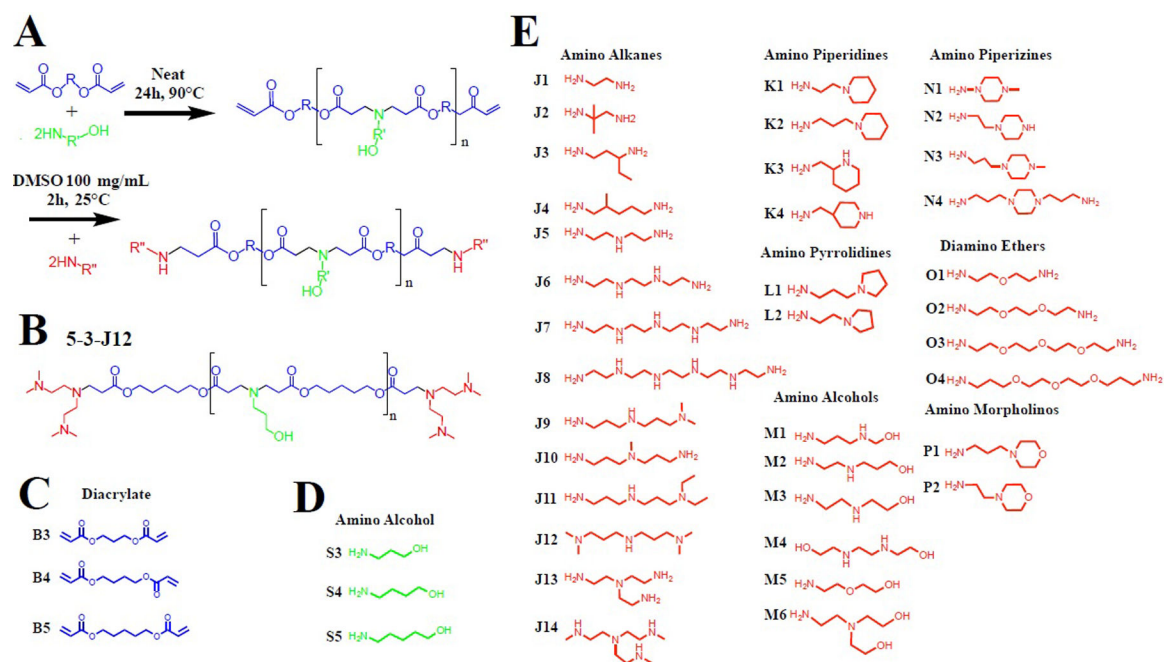 A
Neat
24h, 90°C
+
2HN-R'-OH
DMSO 100 mg/mL
2h, 25°C
+
2HN-R"
B
5-3-J12
C
Diacrylate
B3
B4
B5
D
Amino Alcohol
S3
S4
S5
E
Amino Alkanes
J1
J2
J3
J4
J5
J6
J7
J8
J9
J10
J11
J12
J13
J14
Amino Piperidines
K1
K2
K3
K4
Amino Pyrrolidines
L1
L2
Amino Alcohols
M1
M2
M3
M4
M5
M6
Amino Piperizines
N1
N2
N3
N4
Diamino Ethers
O1
O2
O3
O4
Amino Morpholinos
P1
P2